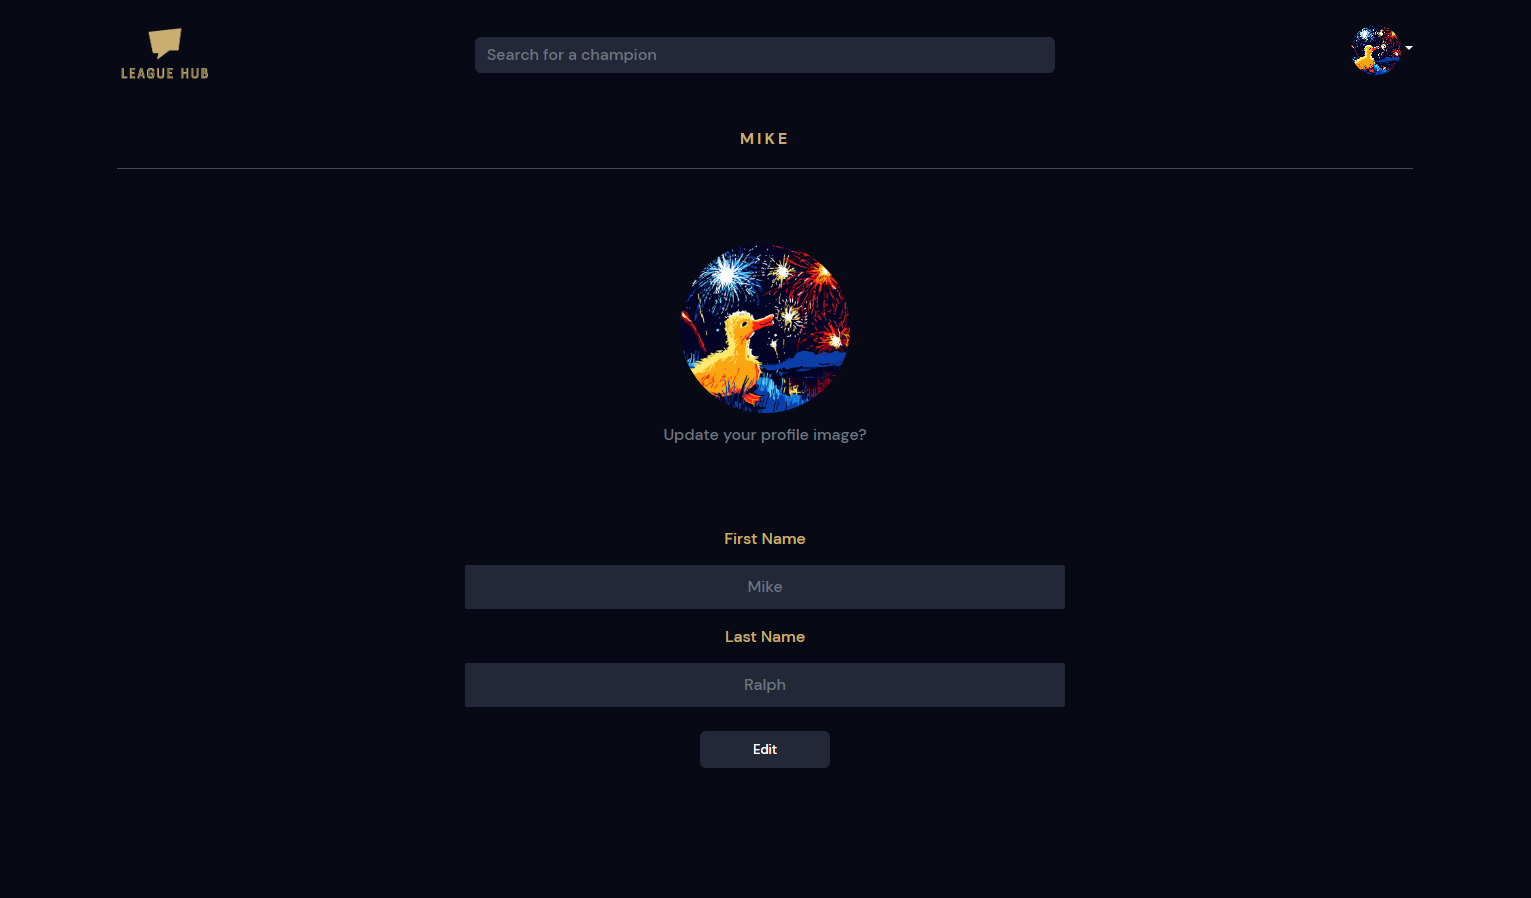 LEAGUE HUB
Search for a champion
MIKE
Update your profile image?
First Name
Mike
Last Name
Ralph
Edit